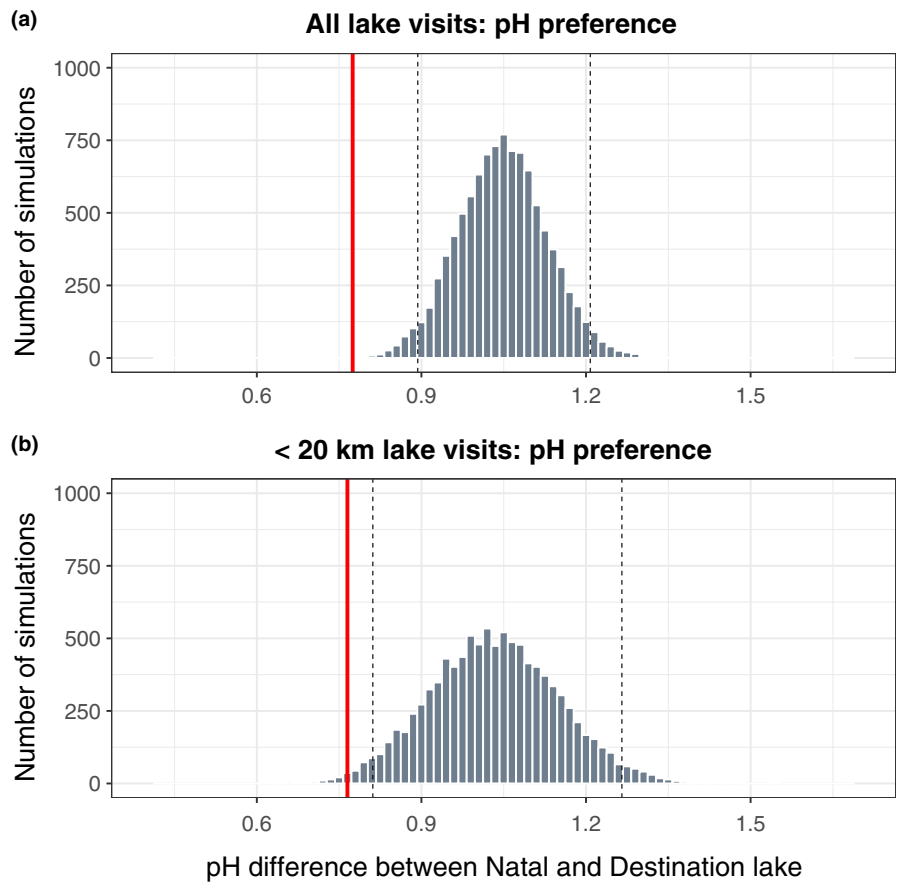 (a)
All lake visits: pH preference
Number of simulations
1000
750
500
250
0
0.6 0.9 1.2 1.5
(b)
< 20 km lake visits: pH preference
Number of simulations
1000
750
500
250
0
0.6 0.9 1.2 1.5
pH difference between Natal and Destination lake